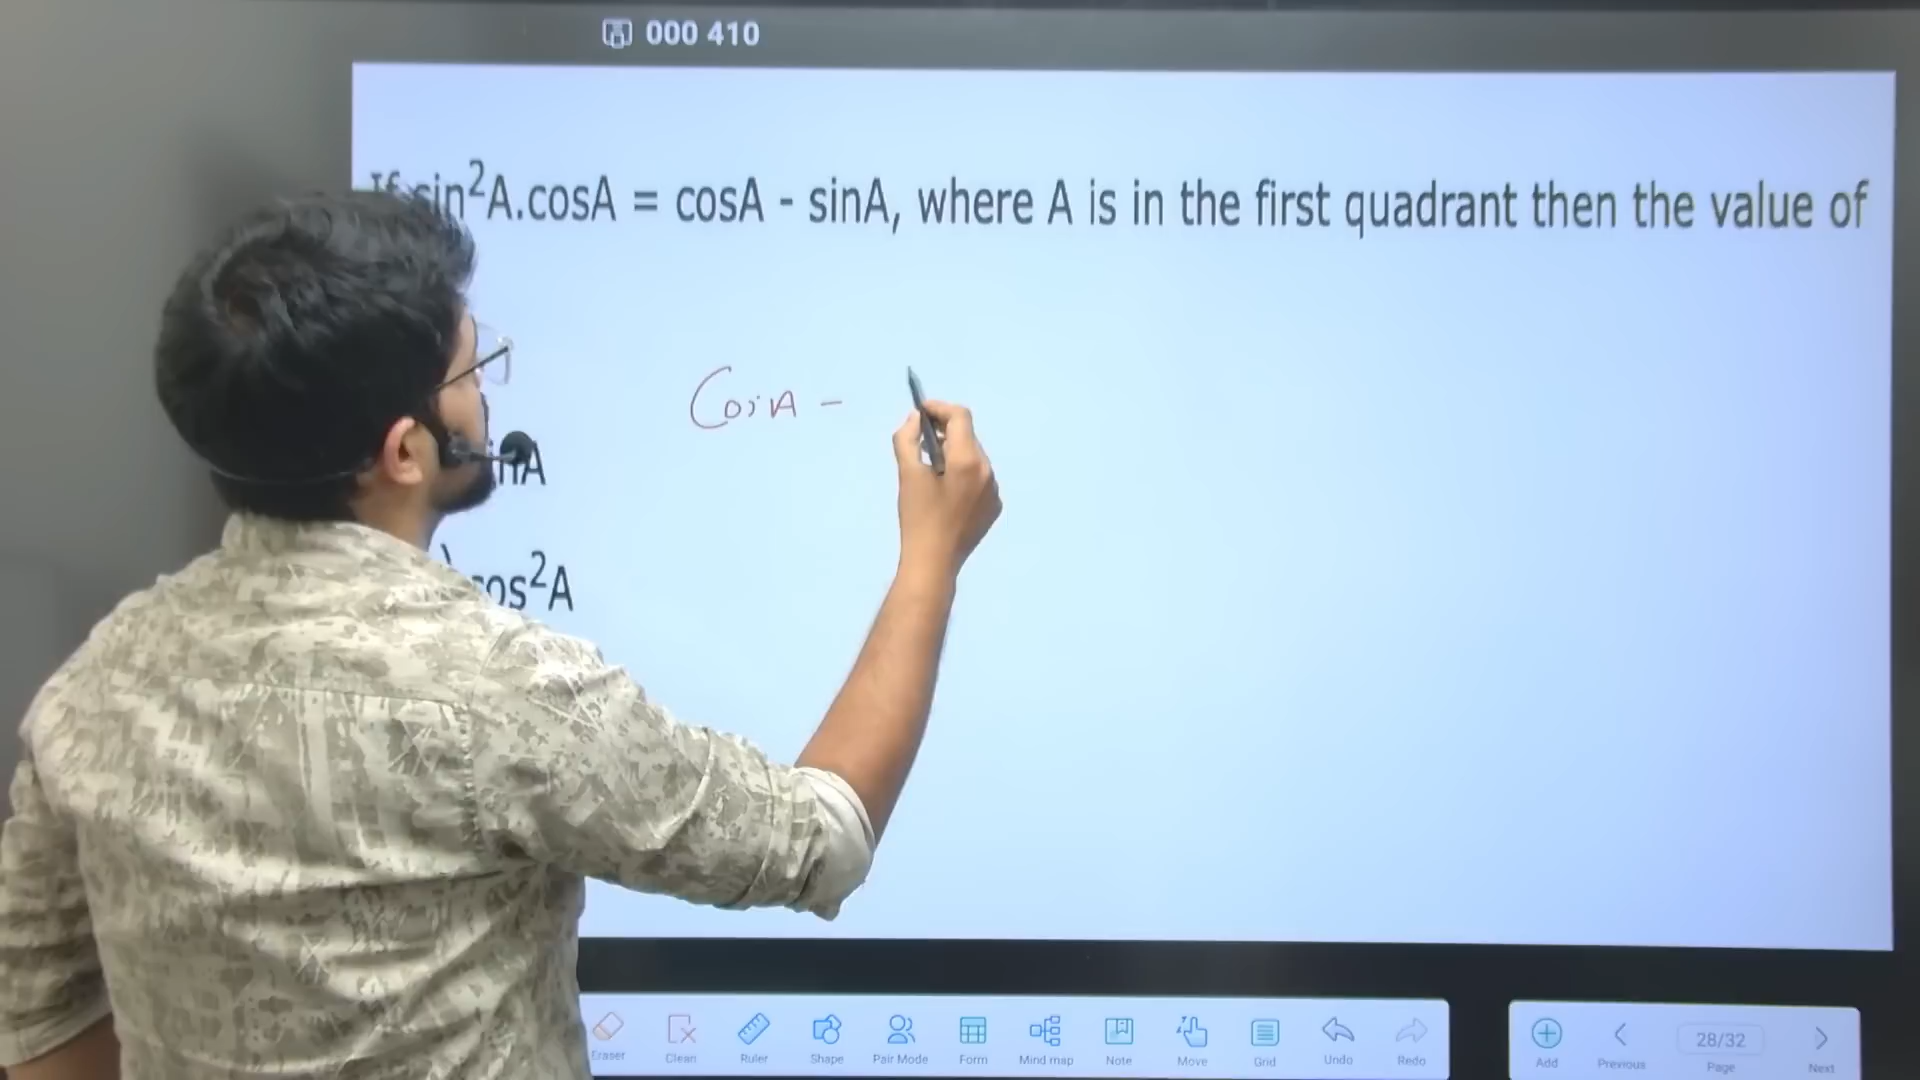 000 410
If sin²A.cosA = cosA - sinA, where A is in the first quadrant then the value of
CosA -
inA
cos²A
Eraser Clean Ruler Shape Pair Mode Form Mind map Note Move Grid Undo Redo
Add Previous 28/32 Page Next